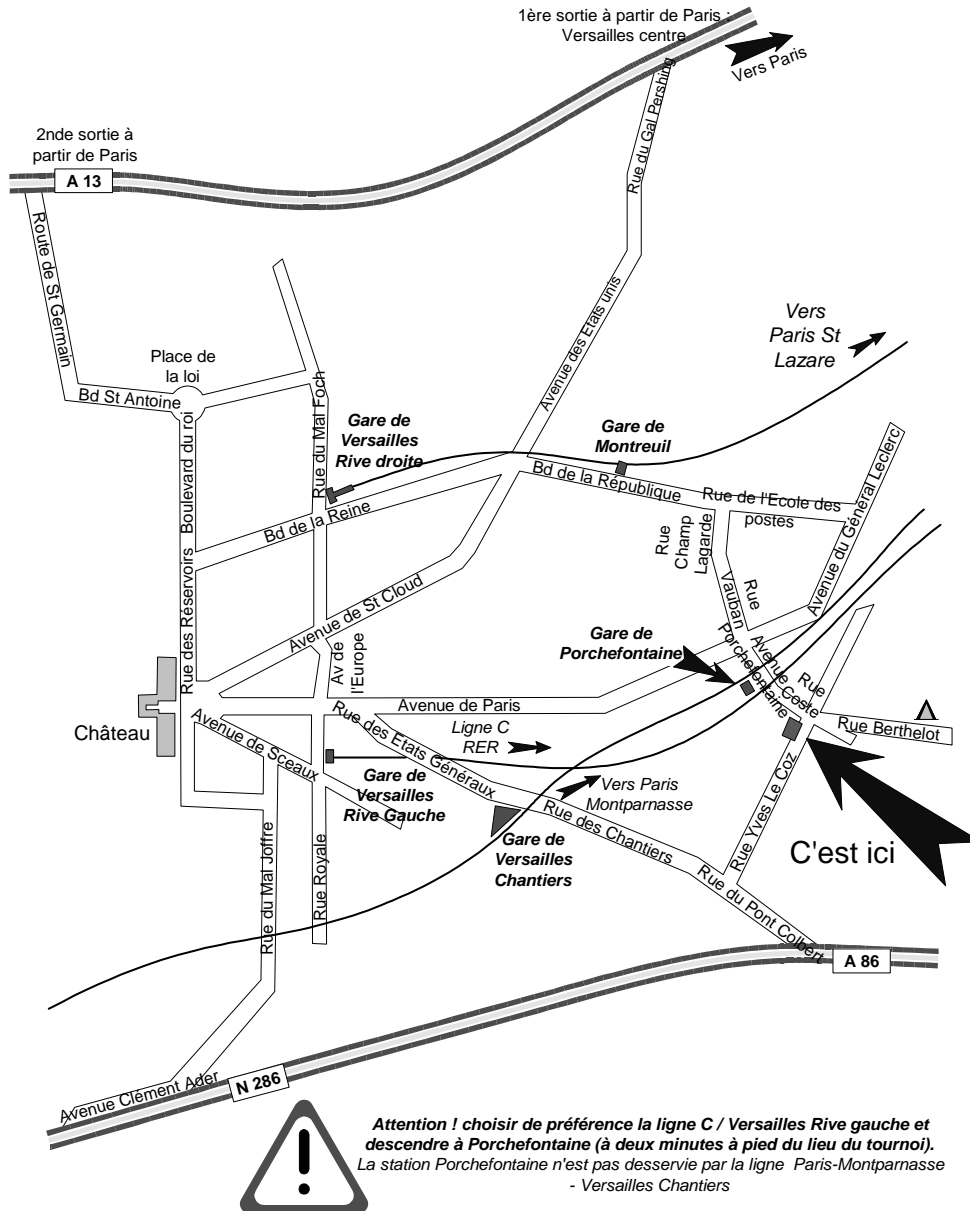 1ère sortie à partir de Paris :
Versailles centre
Vers Paris
2nde sortie à
partir de Paris
A 13
Rue du Gal Pershing
Route de St Germain
Avenue des Etats unis
Vers
Paris St
Lazare
Place de
la loi
Bd St Antoine
Boulevard du roi
Rue du Mal Foch
Gare de
Versailles
Rive droite
Gare de
Montreuil
Bd de la République
Rue de l'Ecole des
postes
Avenue du Général Leclerc
Bd de la Reine
Rue
Champ
Lagarde
Rue
Vauban
Rue des Réservoirs
Avenue de St Cloud
Av de
l'Europe
Gare de
Porchefontaine
Rue
Porchefontaine
Avenue Coste
Rue Berthelot
Château
Avenue de Paris
Avenue de Sceaux
Rue des Etats Généraux
Ligne C
RER
Gare de
Versailles
Rive Gauche
Vers Paris
Montparnasse
Rue des Chantiers
Gare de
Versailles
Chantiers
Rue Yves Le Coz
C'est ici
Rue du Mal Joffre
Rue Royale
Rue du Pont Colbert
A 86
N 286
Avenue Clément Ader
Attention ! choisir de préférence la ligne C / Versailles Rive gauche et
descendre à Porchefontaine (à deux minutes à pied du lieu du tournoi).
La station Porchefontaine n'est pas desservie par la ligne Paris-Montparnasse
- Versailles Chantiers